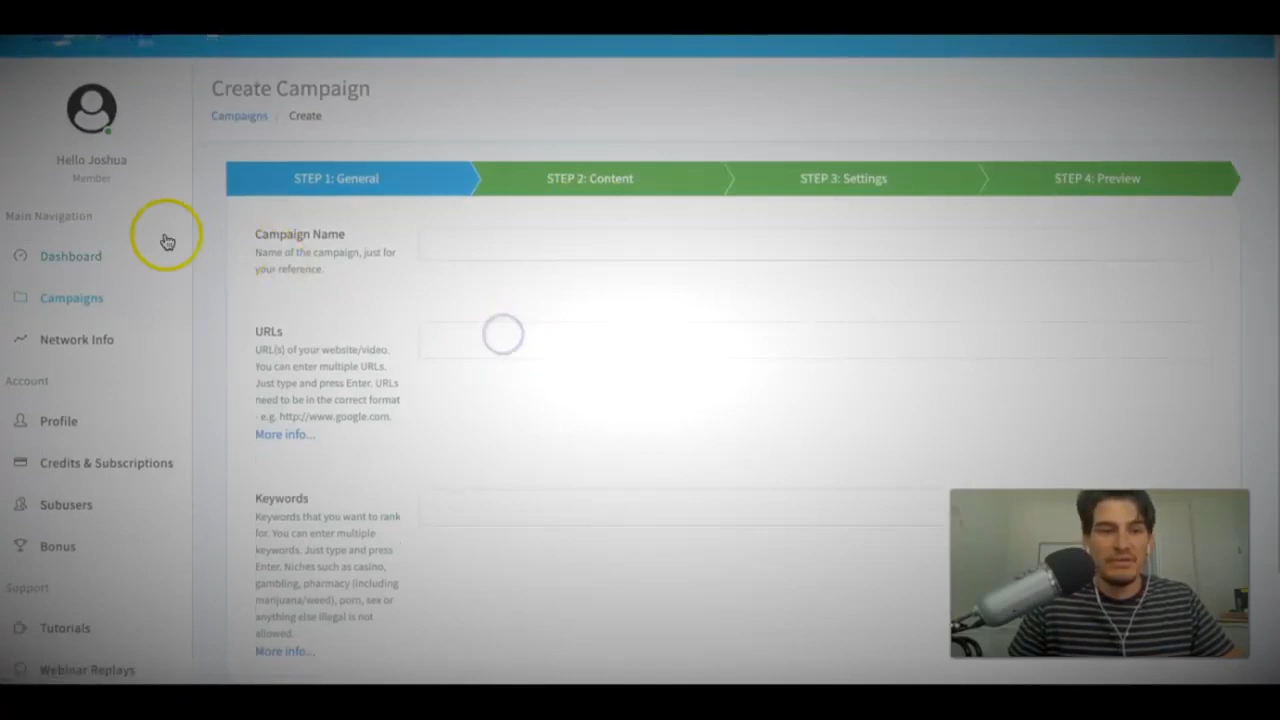 Create Campaign
Campaigns
Create
Hello Joshua
Member
Main Navigation
Dashboard
Campaigns
Network Info
Account
Profile
Credits & Subscriptions
Subusers
Bonus
Support
Tutorials
Webinar Replays
STEP 1: General
STEP 2: Content
STEP 3: Settings
STEP 4: Preview
Campaign Name
Name of the campaign, just for
your reference.
URLs
URL(s) of your website/video.
You can enter multiple URLs.
Just type and press Enter. URLs
need to be in the correct format
- e.g. http://www.google.com.
More info...
Keywords
Keywords that you want to rank
for. You can enter multiple
keywords. Just type and press
Enter. Niches such as casino,
gambling, pharmacy (including
marijuana/weed), porn, sex or
anything else illegal is not
allowed.
More info...